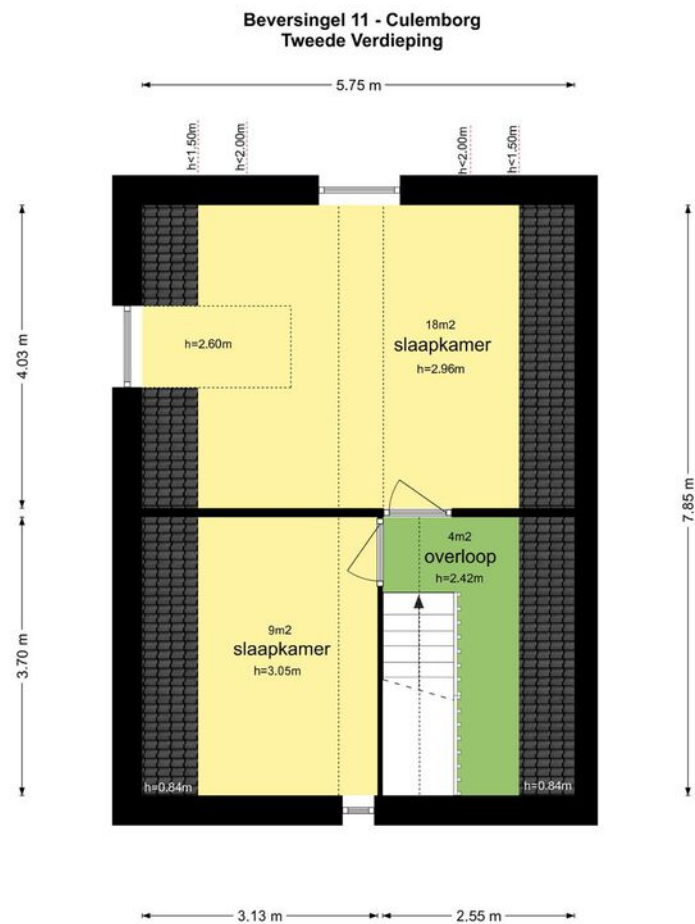 Beversingel 11 - Culemborg
Tweede Verdieping
5.75 m
h<1.50m
h<2.00m
h<2.00m
h<1.50m
18m2
slaapkamer
h=2.96m
h=2.60m
4.03 m
7.85 m
4m2
overloop
h=2.42m
9m2
slaapkamer
h=3.05m
3.70 m
h=0.84m
h=0.84m
3.13 m
2.55 m